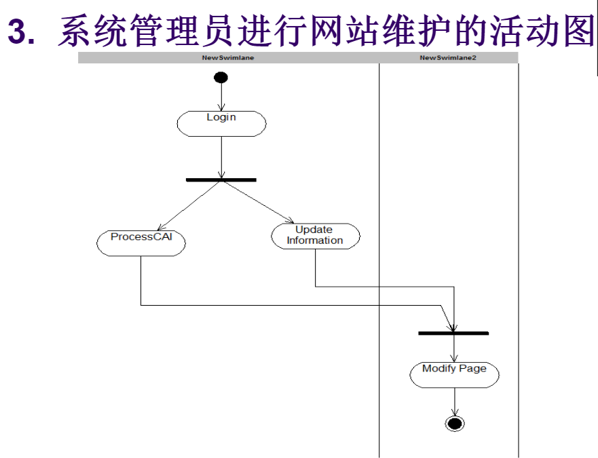 3. 系统管理员进行网站维护的活动图
NewSwimlane
NewSwimlane2
Login
ProcessCAI
Update
Information
Modify Page